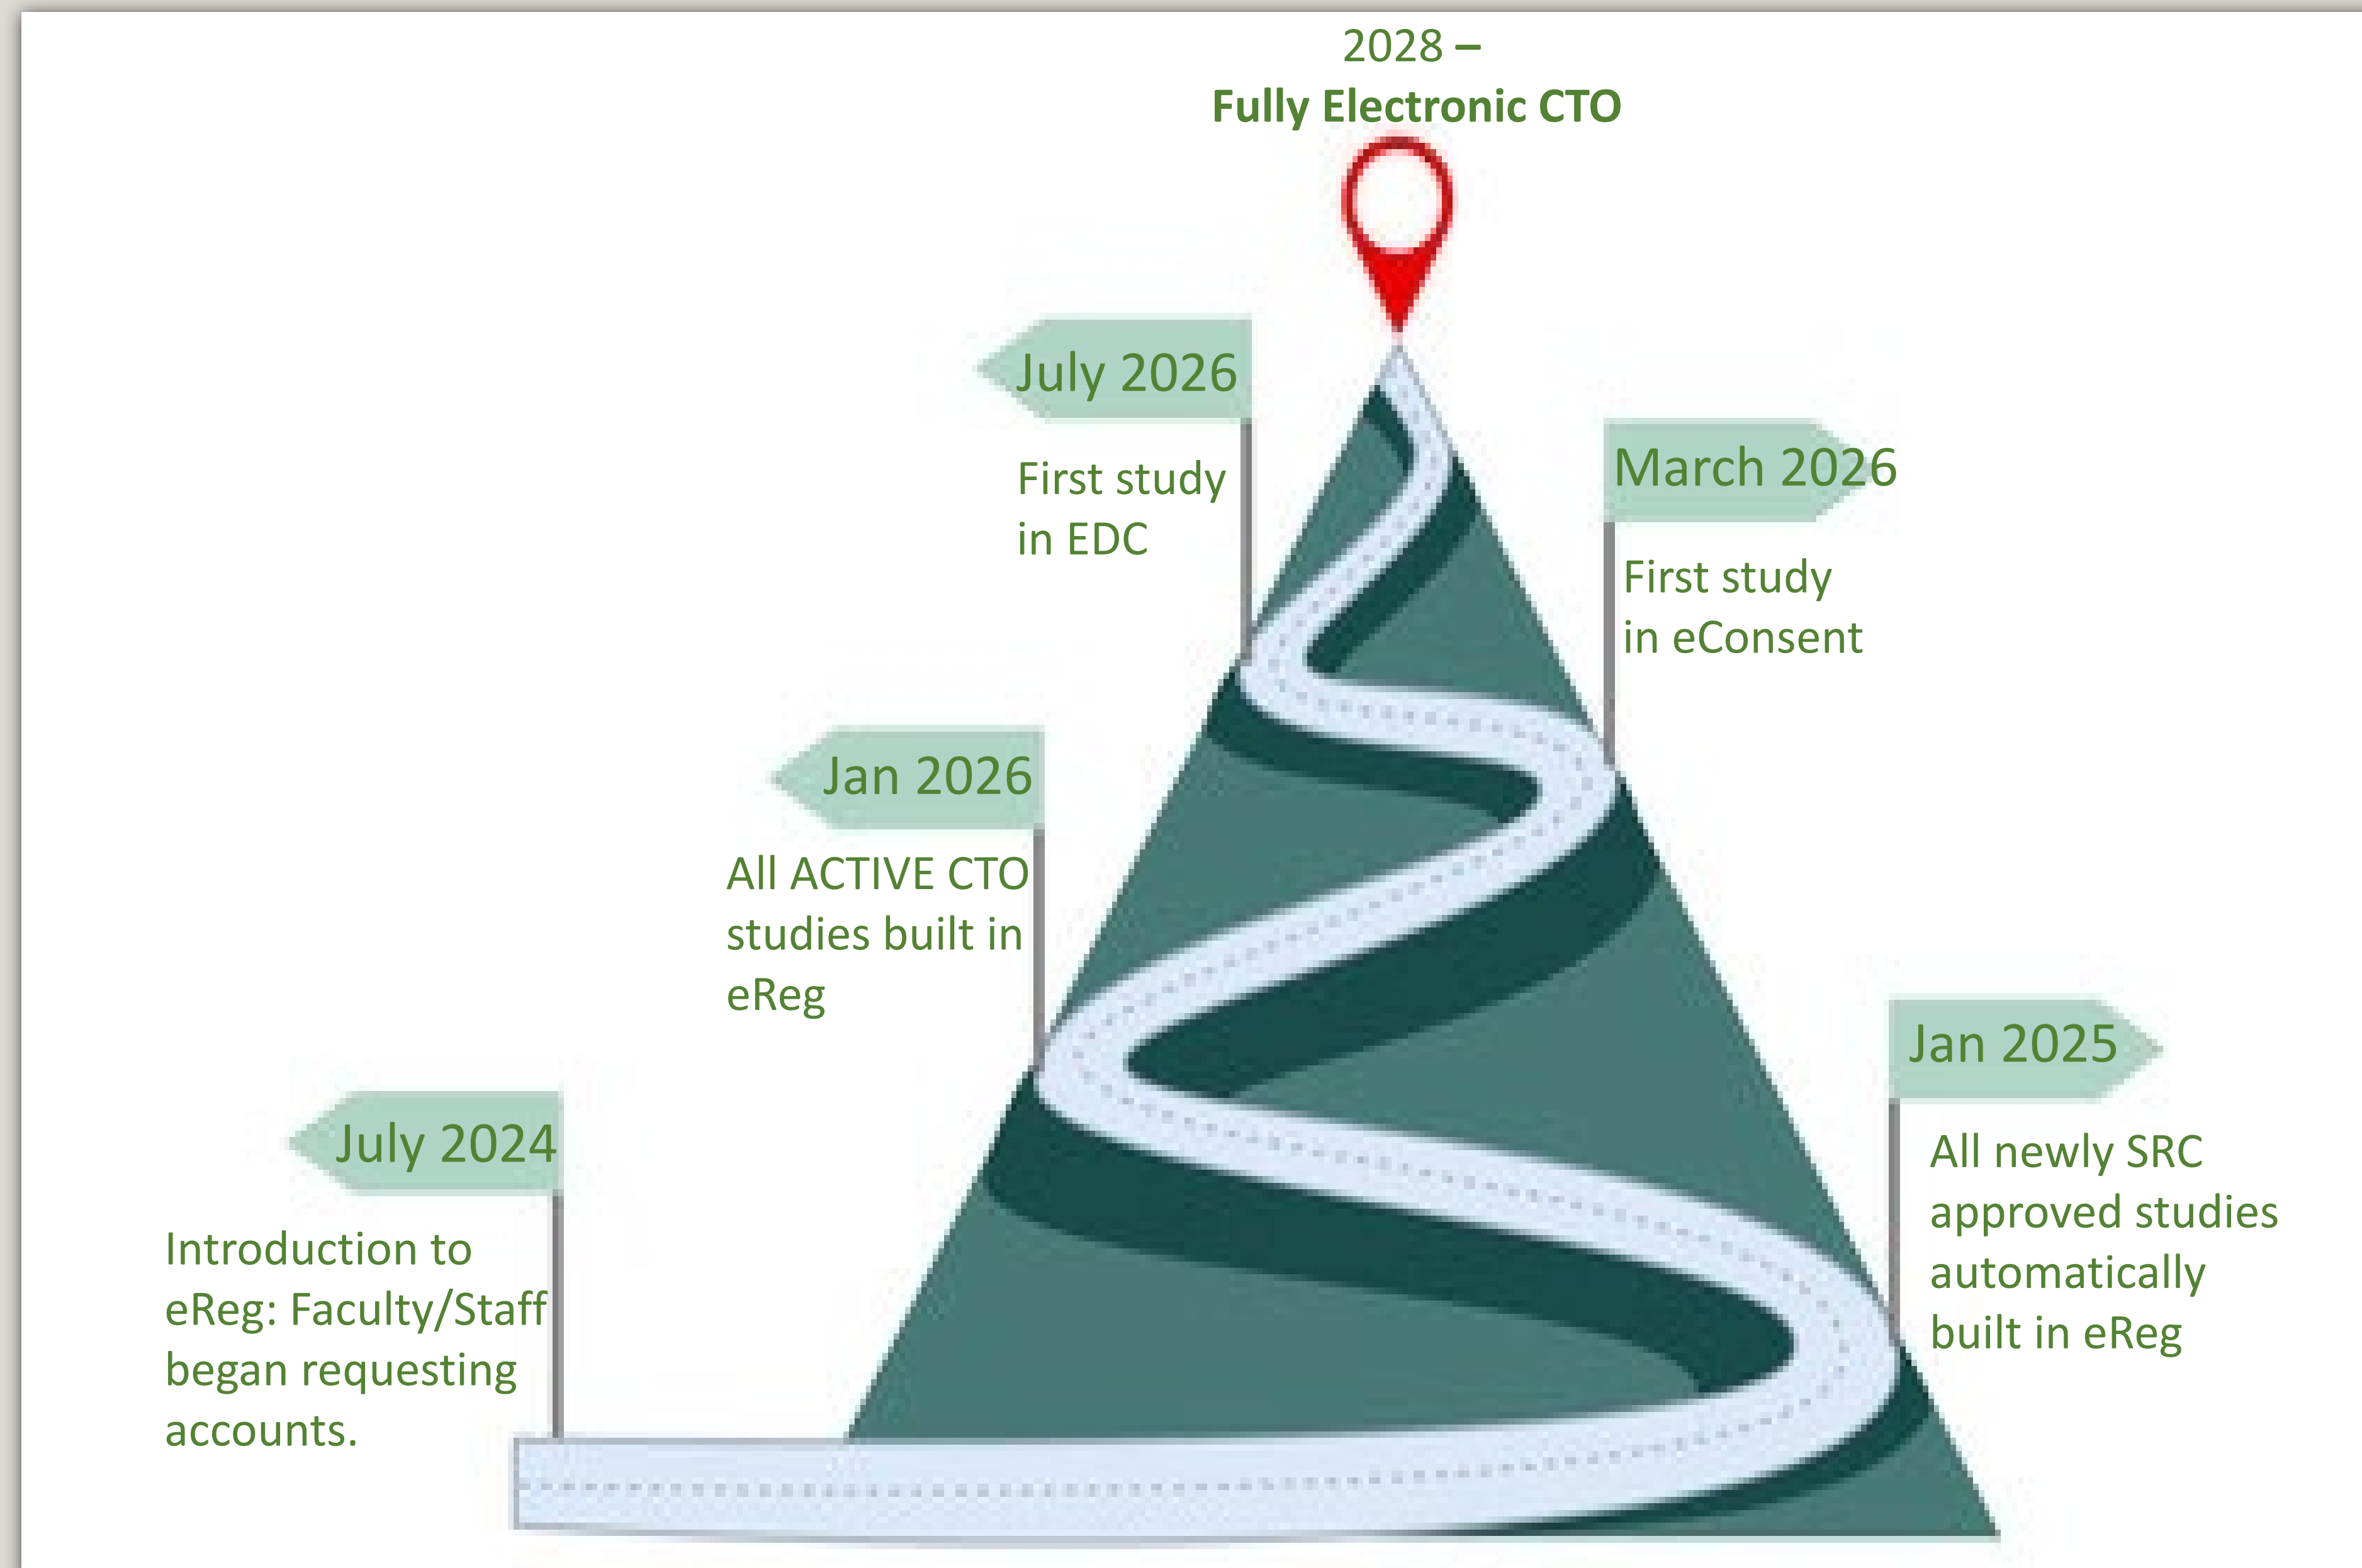 2028 –
Fully Electronic CTO
July 2026
First study
in EDC
March 2026
First study
in eConsent
Jan 2026
All ACTIVE CTO
studies built in
eReg
Jan 2025
All newly SRC
approved studies
automatically
built in eReg
July 2024
Introduction to
eReg: Faculty/Staff
began requesting
accounts.